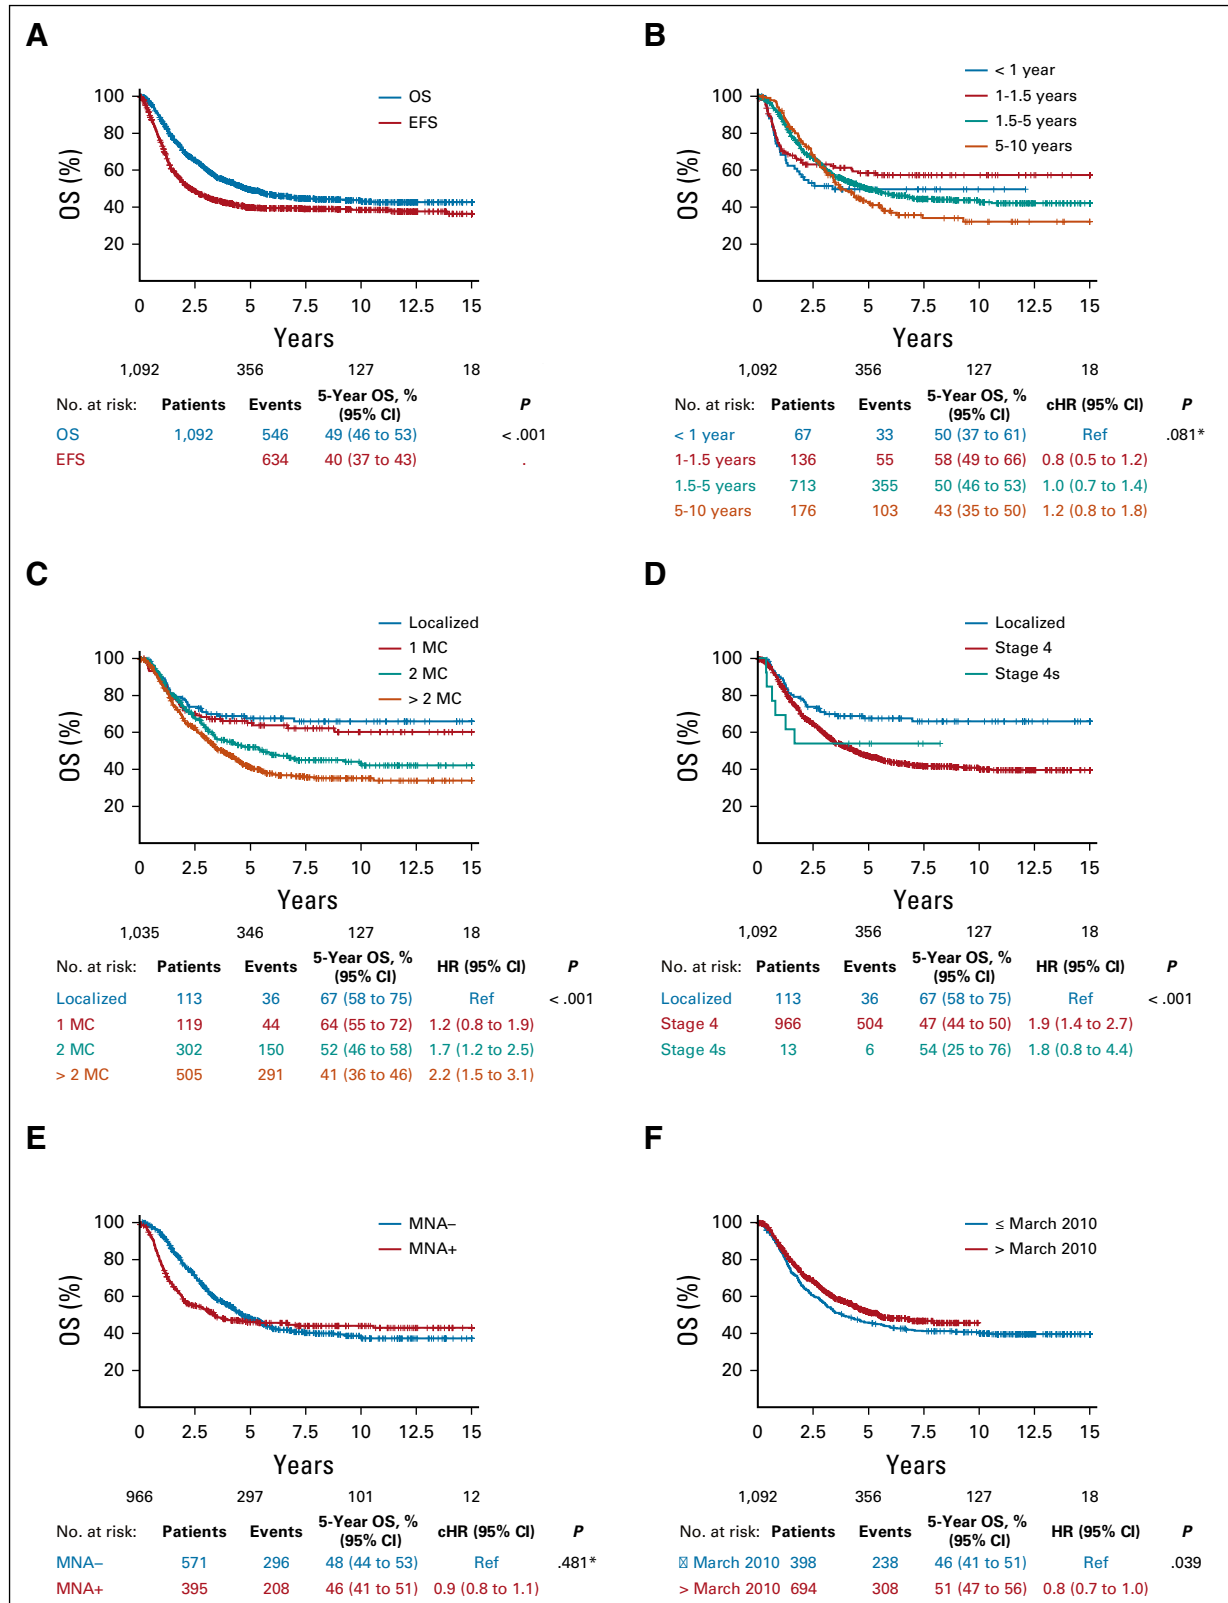 A
OS (%)
100
80
60
40
20
0 2.5 5 7.5 10 12.5 15
Years
OS
EFS
1,092 356 127 18
No. at risk: Patients Events 5-Year OS, % (95% CI) P
OS 1,092 546 49 (46 to 53) < .001
EFS 634 40 (37 to 43) .
B
OS (%)
100
80
60
40
20
0 2.5 5 7.5 10 12.5 15
Years
< 1 year
1-1.5 years
1.5-5 years
5-10 years
1,092 356 127 18
No. at risk: Patients Events 5-Year OS, % (95% CI) cHR (95% CI) P
< 1 year 67 33 50 (37 to 61) Ref .081*
1-1.5 years 136 55 58 (49 to 66) 0.8 (0.5 to 1.2)
1.5-5 years 713 355 50 (46 to 53) 1.0 (0.7 to 1.4)
5-10 years 176 103 43 (35 to 50) 1.2 (0.8 to 1.8)
C
OS (%)
100
80
60
40
20
0 2.5 5 7.5 10 12.5 15
Years
Localized
1 MC
2 MC
> 2 MC
1,035 346 127 18
No. at risk: Patients Events 5-Year OS, % (95% CI) HR (95% CI) P
Localized 113 36 67 (58 to 75) Ref < .001
1 MC 119 44 64 (55 to 72) 1.2 (0.8 to 1.9)
2 MC 302 150 52 (46 to 58) 1.7 (1.2 to 2.5)
> 2 MC 505 291 41 (36 to 46) 2.2 (1.5 to 3.1)
D
OS (%)
100
80
60
40
20
0 2.5 5 7.5 10 12.5 15
Years
Localized
Stage 4
Stage 4s
1,092 356 127 18
No. at risk: Patients Events 5-Year OS, % (95% CI) HR (95% CI) P
Localized 113 36 67 (58 to 75) Ref < .001
Stage 4 966 504 47 (44 to 50) 1.9 (1.4 to 2.7)
Stage 4s 13 6 54 (25 to 76) 1.8 (0.8 to 4.4)
E
OS (%)
100
80
60
40
20
0 2.5 5 7.5 10 12.5 15
Years
MNA–
MNA+
966 297 101 12
No. at risk: Patients Events 5-Year OS, % (95% CI) cHR (95% CI) P
MNA– 571 296 48 (44 to 53) Ref .481*
MNA+ 395 208 46 (41 to 51) 0.9 (0.8 to 1.1)
F
OS (%)
100
80
60
40
20
0 2.5 5 7.5 10 12.5 15
Years
≤ March 2010
> March 2010
1,092 356 127 18
No. at risk: Patients Events 5-Year OS, % (95% CI) HR (95% CI) P
March 2010 398 238 46 (41 to 51) Ref .039
> March 2010 694 308 51 (47 to 56) 0.8 (0.7 to 1.0)